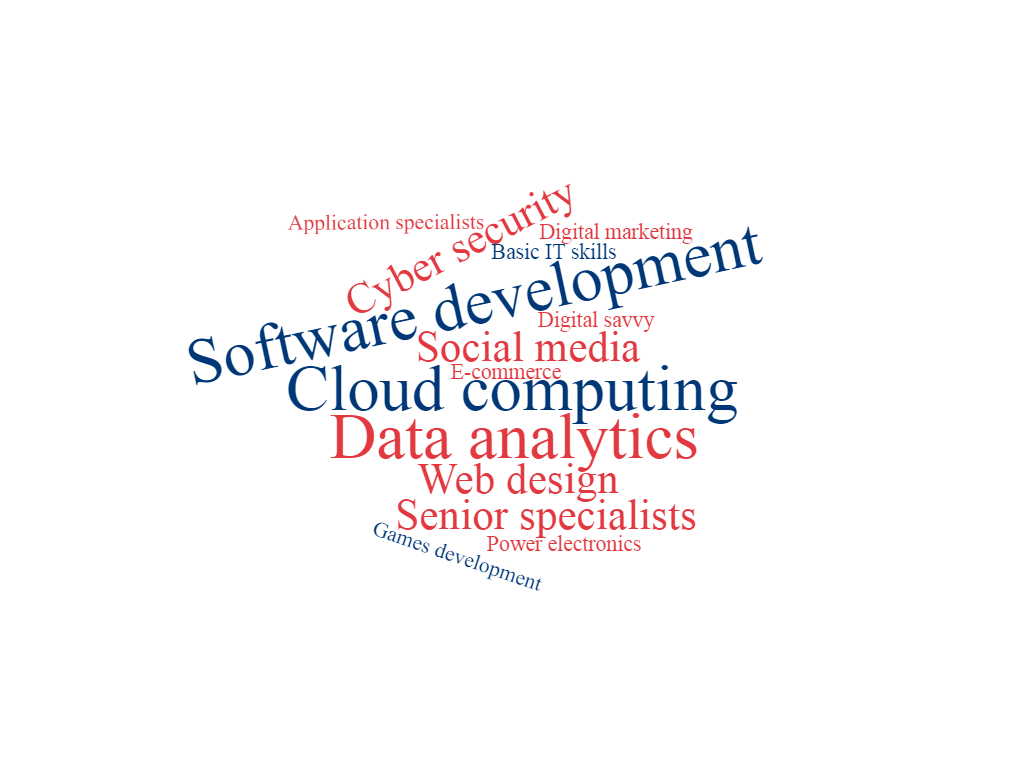 Cyber security
Application specialists
Digital marketing
Basic IT skills
Software development
Digital savvy
Social media
E-commerce
Cloud computing
Data analytics
Web design
Senior specialists
Games development
Power electronics